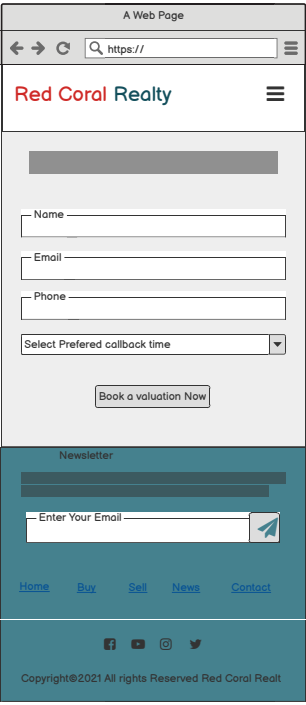 A Web Page
https://
Red Coral Realty
Name
Email
Phone
Select Prefered callback time
Book a valuation Now
Newsletter
Enter Your Email
Home Buy Sell News Contact
Copyright©2021 All rights Reserved Red Coral Realt